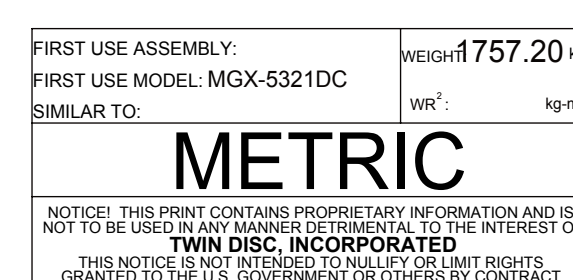 FIRST USE ASSEMBLY:
WEIGHT 1757.20 k
FIRST USE MODEL: MGX-5321DC
SIMILAR TO:
WR²: kg-m
METRIC
NOTICE! THIS PRINT CONTAINS PROPRIETARY INFORMATION AND IS
NOT TO BE USED IN ANY MANNER DETRIMENTAL TO THE INTEREST O
TWIN DISC, INCORPORATED
THIS NOTICE IS NOT INTENDED TO NULLIFY OR LIMIT RIGHTS
GRANTED TO THE U.S. GOVERNMENT OR OTHERS BY CONTRACT